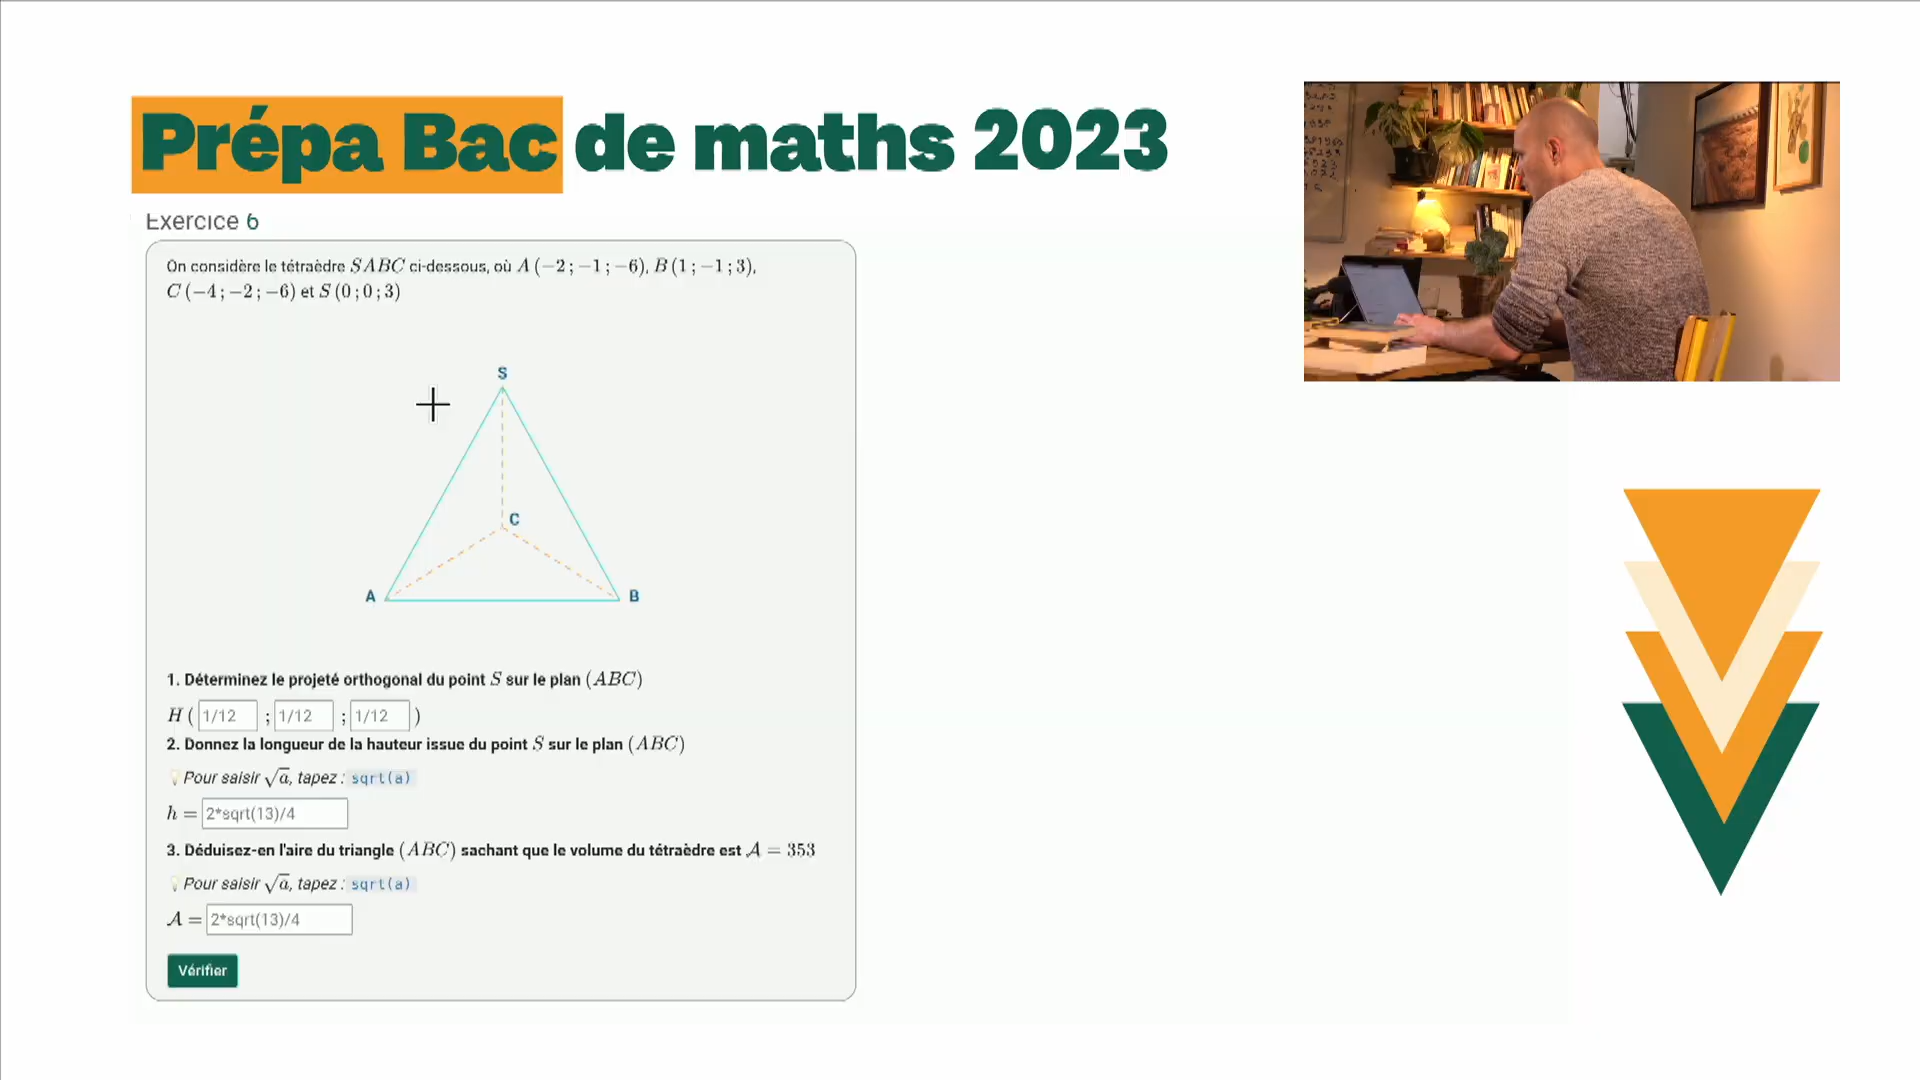 Prépa Bac de maths 2023
Exercice 6
On considère le tétraèdre SABC ci-dessous, où A (−2 ; −1 ; −6), B (1 ; −1 ; 3),
C (−4 ; −2 ; −6) et S (0 ; 0 ; 3)
S
C
A
B
1. Déterminez le projeté orthogonal du point S sur le plan (ABC)
H ( 1/12 ; 1/12 ; 1/12 )
2. Donnez la longueur de la hauteur issue du point S sur le plan (ABC)
Pour saisir √a, tapez : sqrt(a)
h = 2*sqrt(13)/4
3. Déduisez-en l'aire du triangle (ABC) sachant que le volume du tétraèdre est 𝒜 = 353
Pour saisir √a, tapez : sqrt(a)
𝒜 = 2*sqrt(13)/4
Vérifier